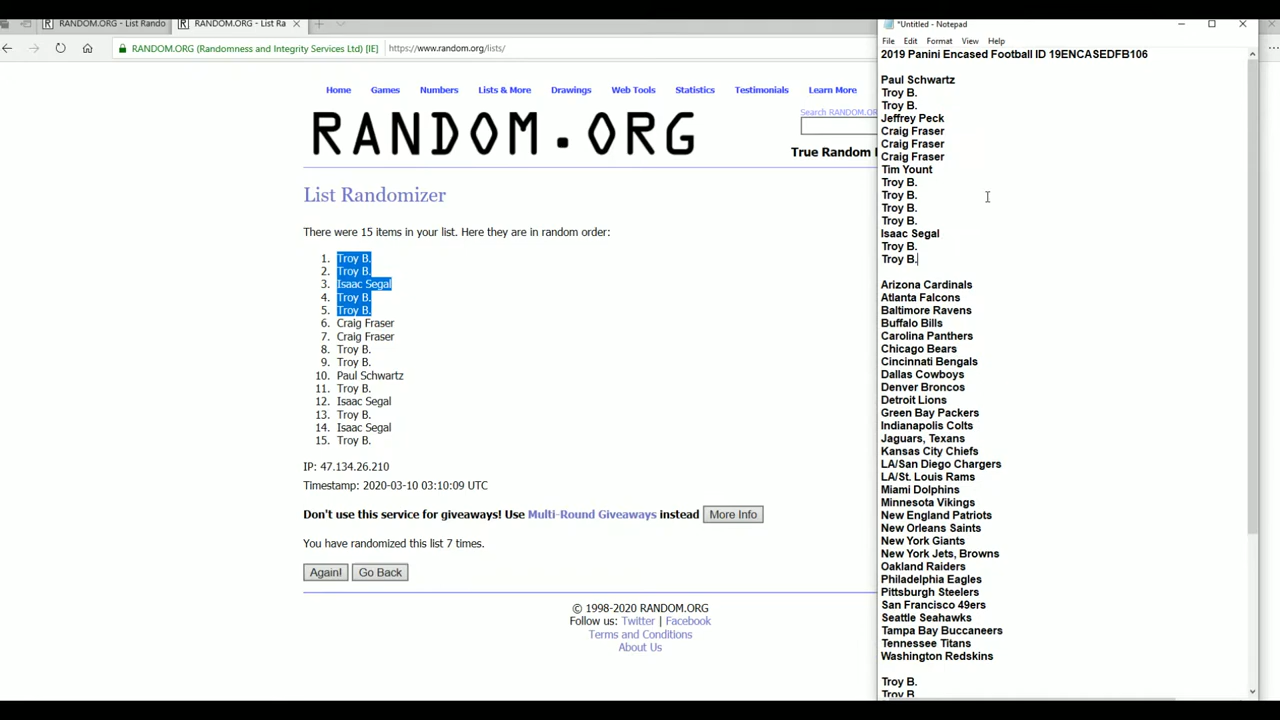 RANDOM.ORG - List Rando
RANDOM.ORG - List Ra
RANDOM.ORG (Randomness and Integrity Services Ltd) [IE]
https://www.random.org/lists/
Home Games Numbers Lists & More Drawings Web Tools Statistics Testimonials Learn More
RANDOM.ORG
Search RANDOM.OR
True Random
List Randomizer
There were 15 items in your list. Here they are in random order:
1. Troy B.
2. Troy B.
3. Isaac Segal
4. Troy B.
5. Troy B.
6. Craig Fraser
7. Craig Fraser
8. Troy B.
9. Troy B.
10. Paul Schwartz
11. Troy B.
12. Isaac Segal
13. Troy B.
14. Isaac Segal
15. Troy B.
IP: 47.134.26.210
Timestamp: 2020-03-10 03:10:09 UTC
Don't use this service for giveaways! Use Multi-Round Giveaways instead More Info
You have randomized this list 7 times.
Again! Go Back
© 1998-2020 RANDOM.ORG
Follow us: Twitter | Facebook
Terms and Conditions
About Us
*Untitled - Notepad
File Edit Format View Help
2019 Panini Encased Football ID 19ENCASEDFB106
Paul Schwartz
Troy B.
Troy B.
Jeffrey Peck
Craig Fraser
Craig Fraser
Craig Fraser
Tim Yount
Troy B.
Troy B.
Troy B.
Troy B.
Isaac Segal
Troy B.
Troy B.
Arizona Cardinals
Atlanta Falcons
Baltimore Ravens
Buffalo Bills
Carolina Panthers
Chicago Bears
Cincinnati Bengals
Dallas Cowboys
Denver Broncos
Detroit Lions
Green Bay Packers
Indianapolis Colts
Jaguars, Texans
Kansas City Chiefs
LA/San Diego Chargers
LA/St. Louis Rams
Miami Dolphins
Minnesota Vikings
New England Patriots
New Orleans Saints
New York Giants
New York Jets, Browns
Oakland Raiders
Philadelphia Eagles
Pittsburgh Steelers
San Francisco 49ers
Seattle Seahawks
Tampa Bay Buccaneers
Tennessee Titans
Washington Redskins
Troy B.
Troy B.